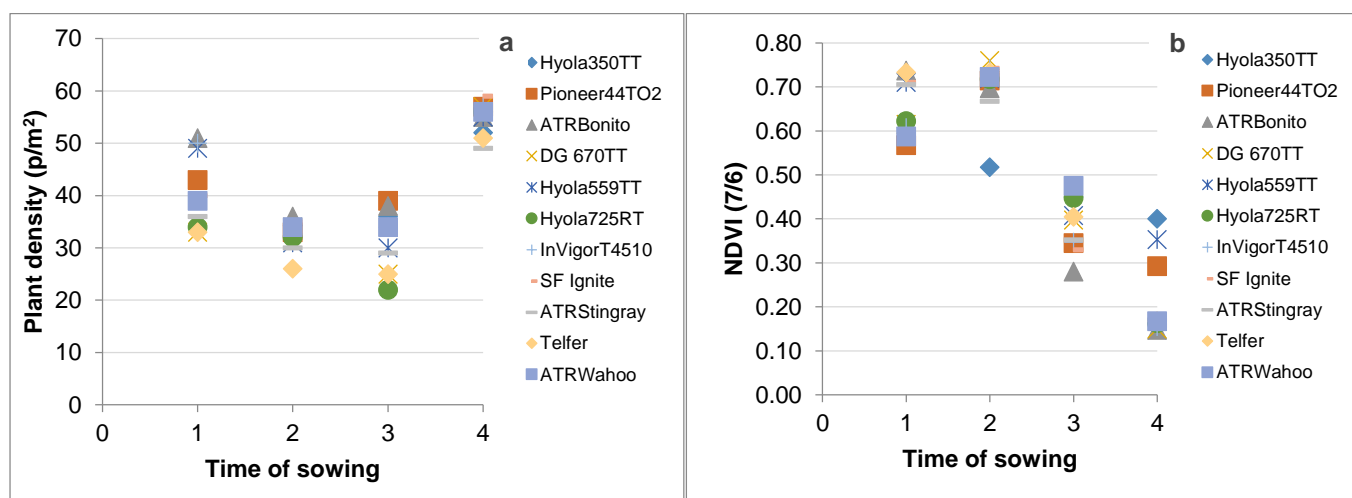 a
Plant density (p/m²)
70
60
50
40
30
20
10
0
0 1 2 3 4
Time of sowing
Hyola350TT
Pioneer44TO2
ATRBonito
DG 670TT
Hyola559TT
Hyola725RT
InVigorT4510
SF Ignite
ATRStingray
Telfer
ATRWahoo
b
NDVI (7/6)
0.80
0.70
0.60
0.50
0.40
0.30
0.20
0.10
0.00
0 1 2 3 4
Time of sowing
Hyola350TT
Pioneer44TO2
ATRBonito
DG 670TT
Hyola559TT
Hyola725RT
InVigorT4510
SF Ignite
ATRStingray
Telfer
ATRWahoo